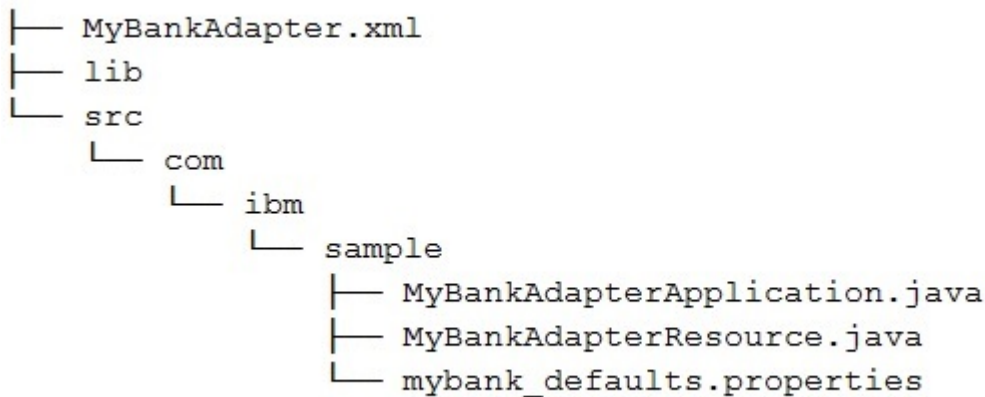 ├── MyBankAdapter.xml
├── lib
└── src
    └── com
        └── ibm
            └── sample
                ├── MyBankAdapterApplication.java
                ├── MyBankAdapterResource.java
                └── mybank_defaults.properties